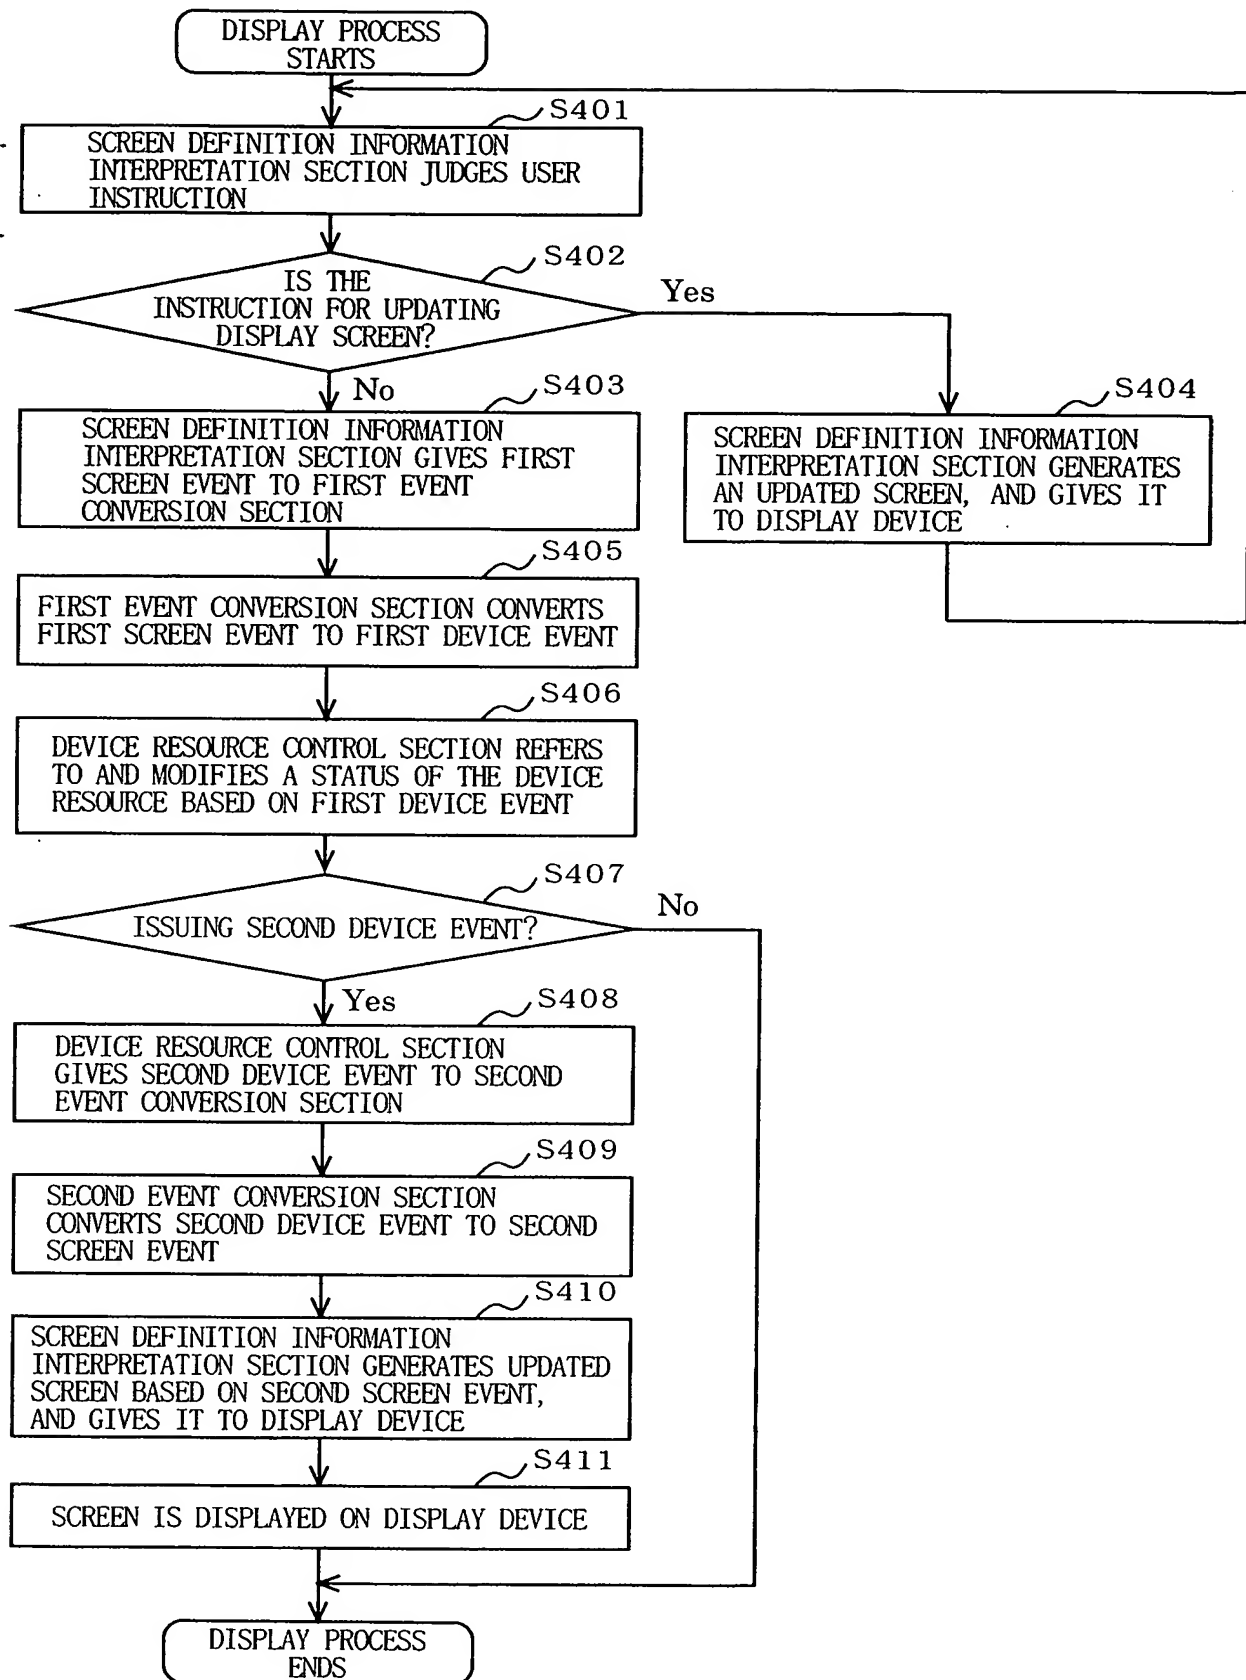 DISPLAY PROCESS
STARTS
S401
SCREEN DEFINITION INFORMATION
INTERPRETATION SECTION JUDGES USER
INSTRUCTION
S402
IS THE
INSTRUCTION FOR UPDATING
DISPLAY SCREEN?
Yes
No
S403
SCREEN DEFINITION INFORMATION
INTERPRETATION SECTION GIVES FIRST
SCREEN EVENT TO FIRST EVENT
CONVERSION SECTION
S404
SCREEN DEFINITION INFORMATION
INTERPRETATION SECTION GENERATES
AN UPDATED SCREEN, AND GIVES IT
TO DISPLAY DEVICE
S405
FIRST EVENT CONVERSION SECTION CONVERTS
FIRST SCREEN EVENT TO FIRST DEVICE EVENT
S406
DEVICE RESOURCE CONTROL SECTION REFERS
TO AND MODIFIES A STATUS OF THE DEVICE
RESOURCE BASED ON FIRST DEVICE EVENT
S407
ISSUING SECOND DEVICE EVENT?
No
Yes
S408
DEVICE RESOURCE CONTROL SECTION
GIVES SECOND DEVICE EVENT TO SECOND
EVENT CONVERSION SECTION
S409
SECOND EVENT CONVERSION SECTION
CONVERTS SECOND DEVICE EVENT TO SECOND
SCREEN EVENT
S410
SCREEN DEFINITION INFORMATION
INTERPRETATION SECTION GENERATES UPDATED
SCREEN BASED ON SECOND SCREEN EVENT,
AND GIVES IT TO DISPLAY DEVICE
S411
SCREEN IS DISPLAYED ON DISPLAY DEVICE
DISPLAY PROCESS
ENDS